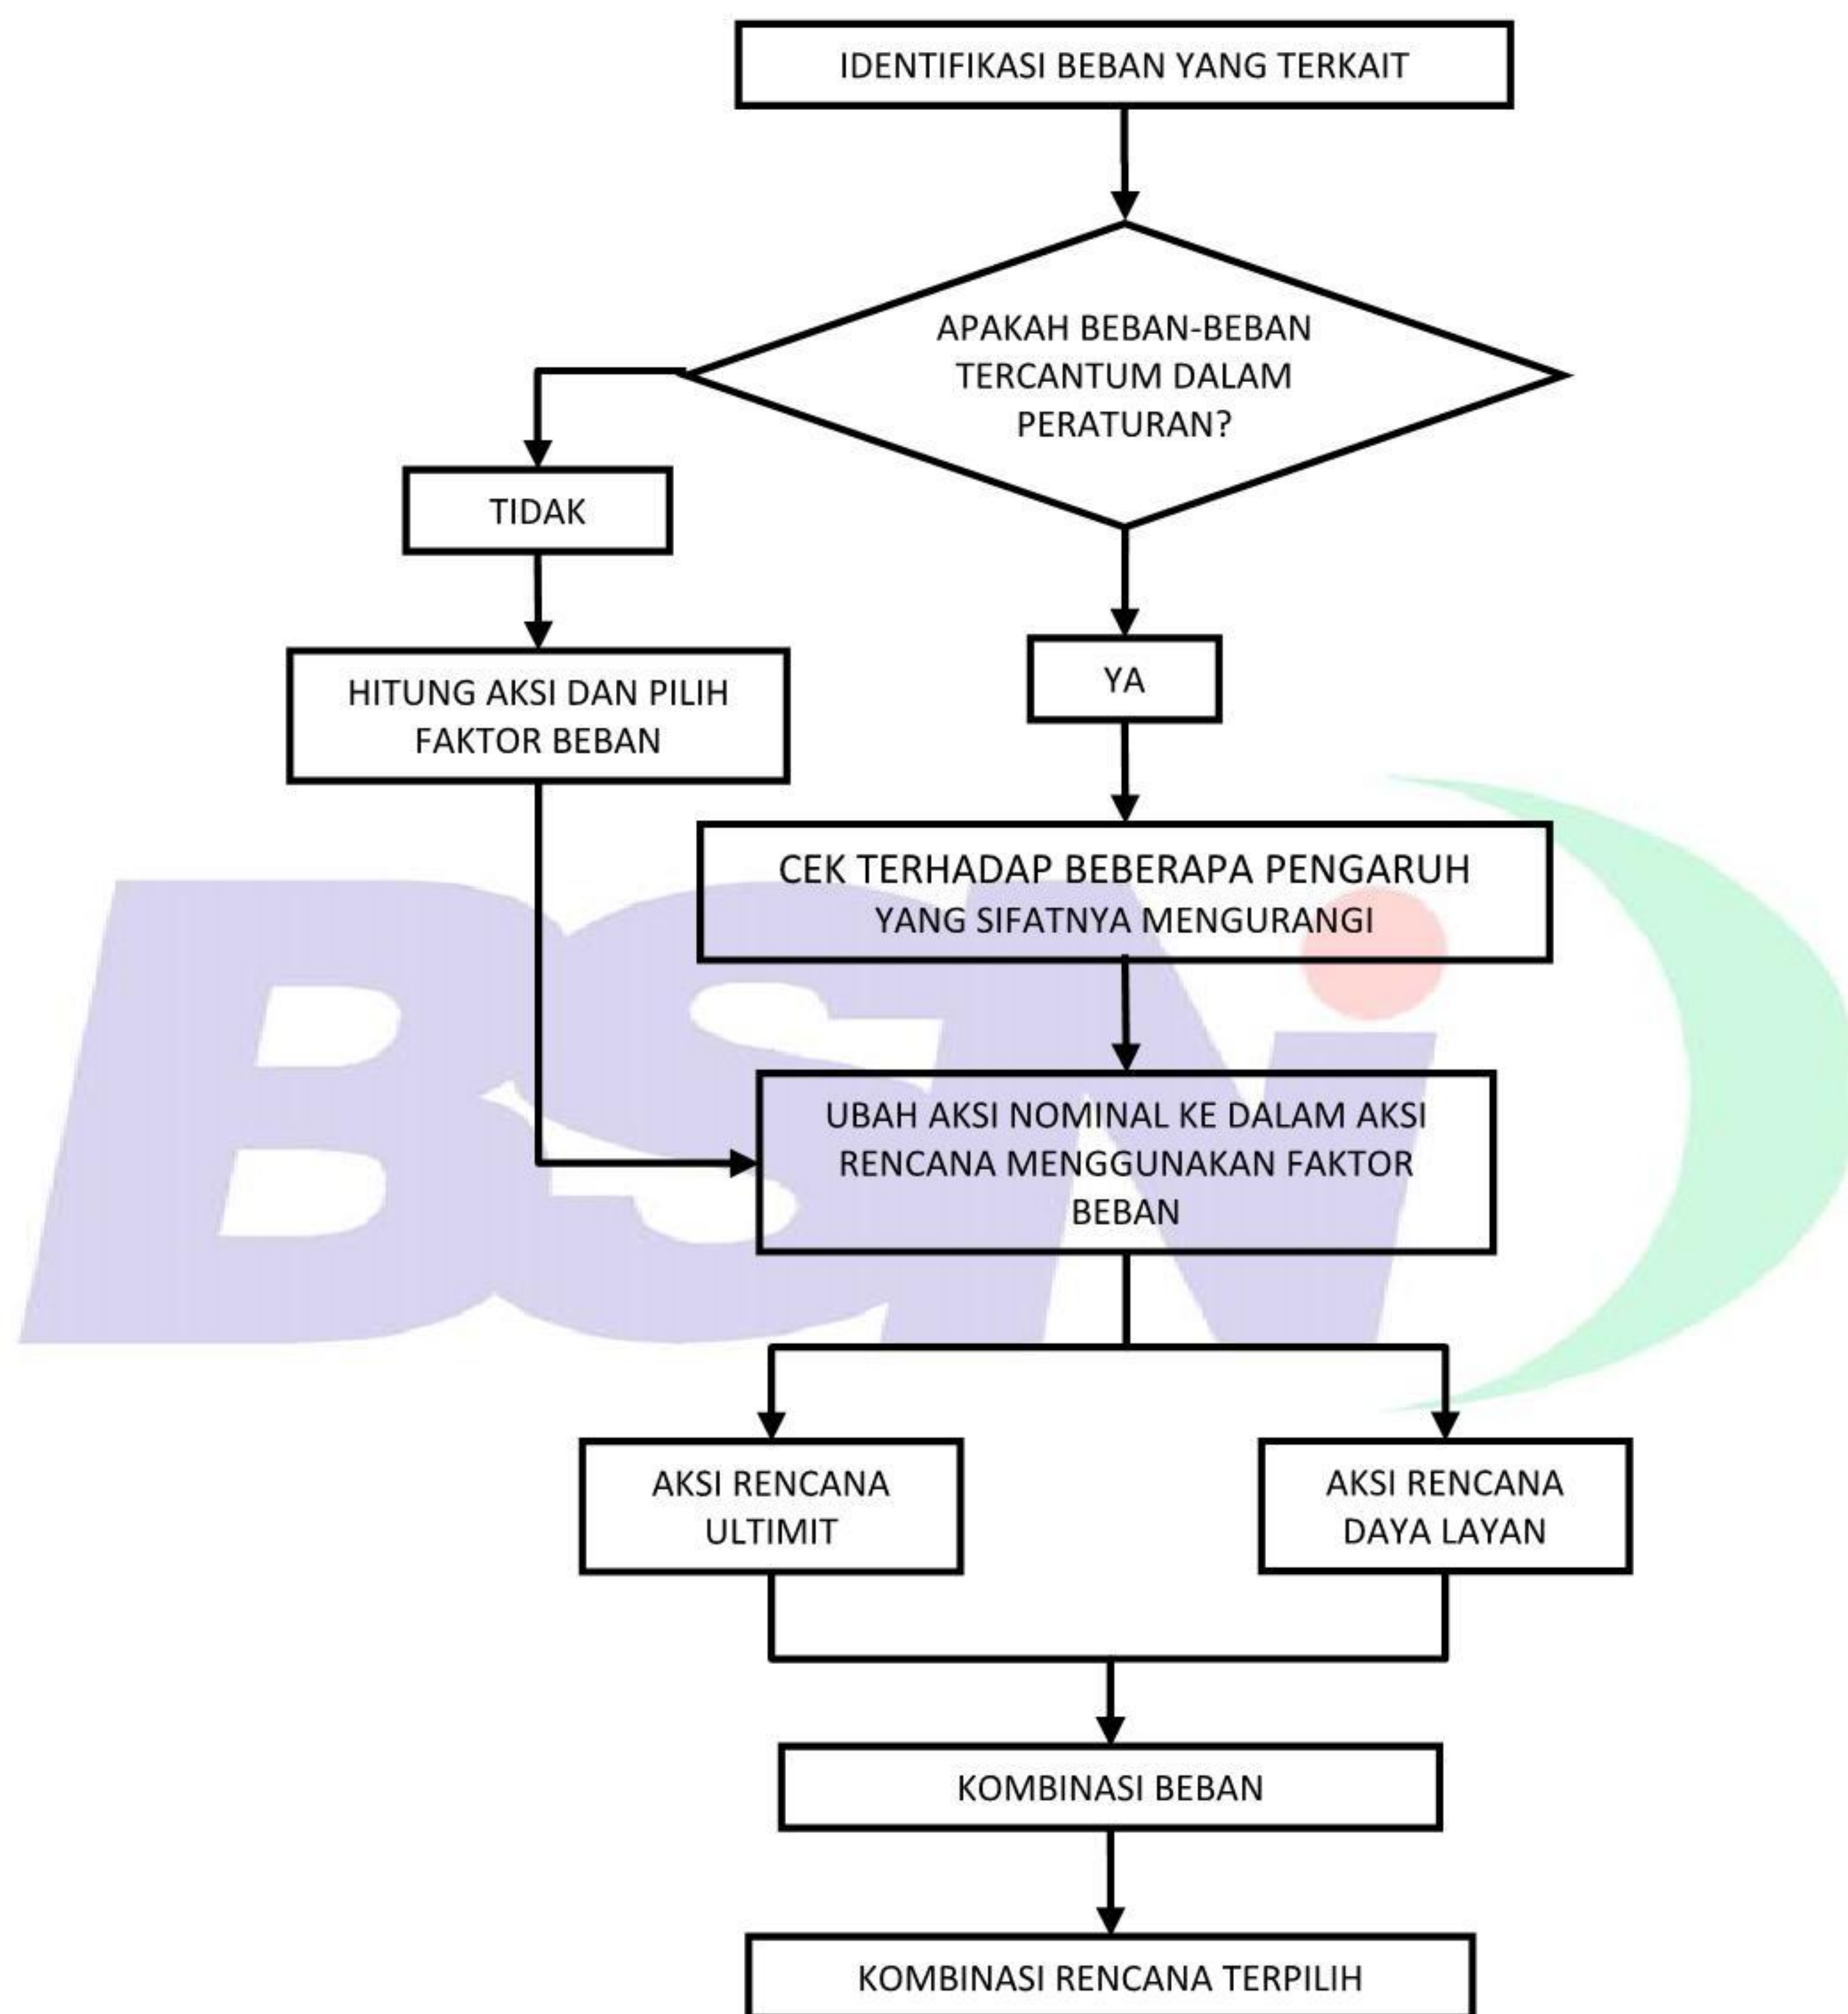 IDENTIFIKASI BEBAN YANG TERKAIT
APAKAH BEBAN-BEBAN
TERCANTUM DALAM
PERATURAN?
TIDAK
HITUNG AKSI DAN PILIH
FAKTOR BEBAN
YA
CEK TERHADAP BEBERAPA PENGARUH
YANG SIFATNYA MENGURANGI
UBAH AKSI NOMINAL KE DALAM AKSI
RENCANA MENGGUNAKAN FAKTOR
BEBAN
AKSI RENCANA
ULTIMIT
AKSI RENCANA
DAYA LAYAN
KOMBINASI BEBAN
KOMBINASI RENCANA TERPILIH
BSNi